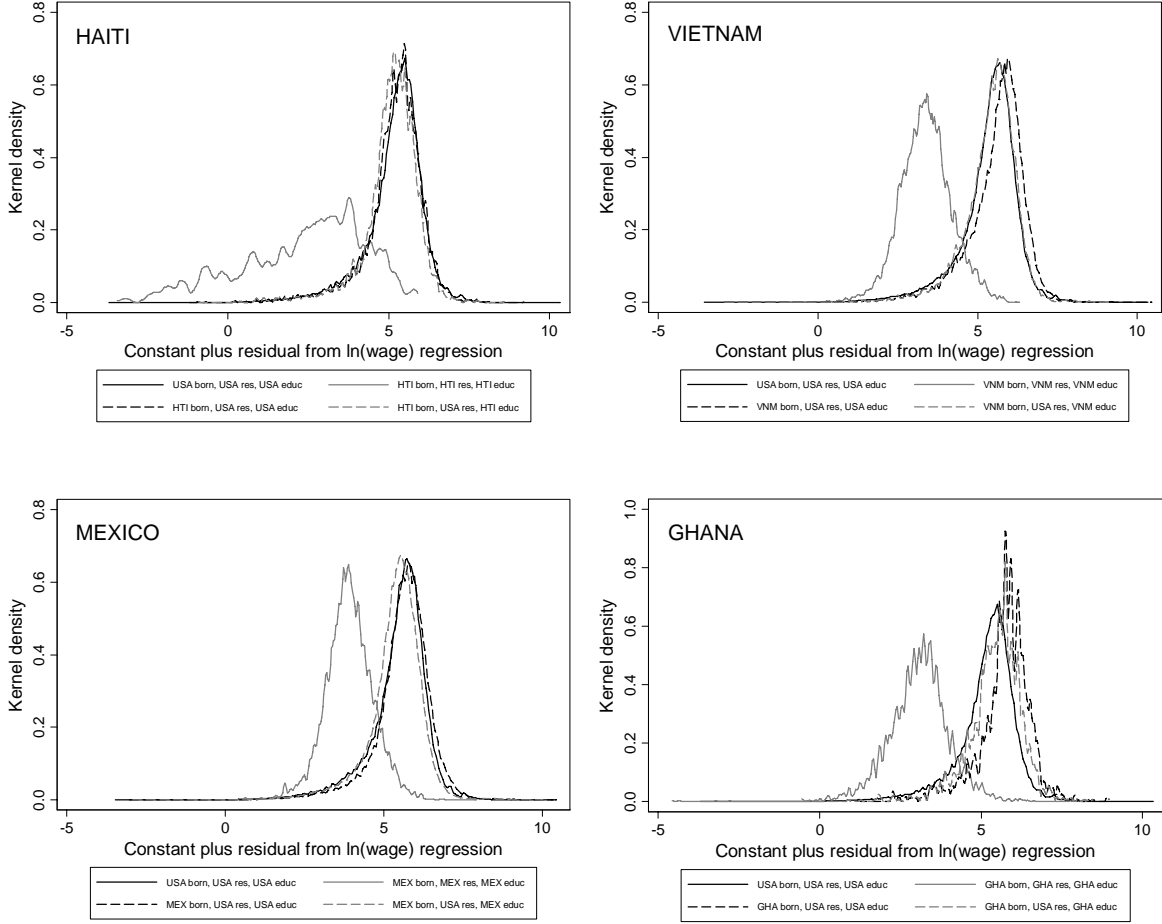 HAITI
Kernel density
0.8
0.6
0.4
0.2
0.0
-5 0 5 10
Constant plus residual from ln(wage) regression
USA born, USA res, USA educ HTI born, HTI res, HTI educ
HTI born, USA res, USA educ HTI born, USA res, HTI educ
VIETNAM
Kernel density
0.8
0.6
0.4
0.2
0.0
-5 0 5 10
Constant plus residual from ln(wage) regression
USA born, USA res, USA educ VNM born, VNM res, VNM educ
VNM born, USA res, USA educ VNM born, USA res, VNM educ
MEXICO
Kernel density
0.8
0.6
0.4
0.2
0.0
-5 0 5 10
Constant plus residual from ln(wage) regression
USA born, USA res, USA educ MEX born, MEX res, MEX educ
MEX born, USA res, USA educ MEX born, USA res, MEX educ
GHANA
Kernel density
1.0
0.8
0.6
0.4
0.2
0.0
-5 0 5 10
Constant plus residual from ln(wage) regression
USA born, USA res, USA educ GHA born, GHA res, GHA educ
GHA born, USA res, USA educ GHA born, USA res, GHA educ